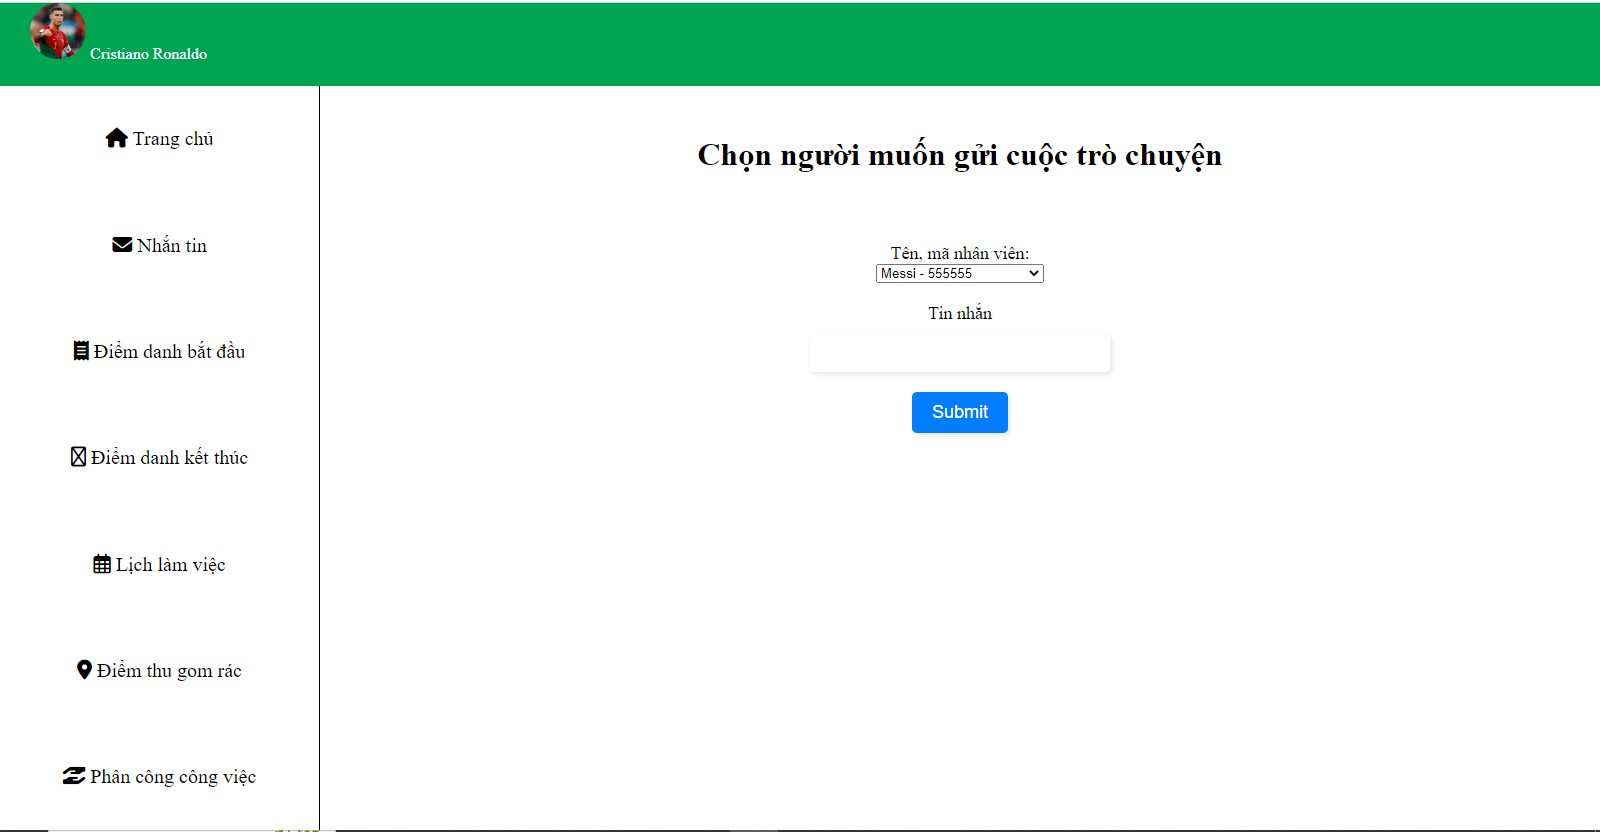 Cristiano Ronaldo
Trang chủ
Nhắn tin
Điểm danh bắt đầu
Điểm danh kết thúc
Lịch làm việc
Điểm thu gom rác
Phân công công việc
Chọn người muốn gửi cuộc trò chuyện
Tên, mã nhân viên:
Messi - 555555
Tin nhắn
Submit